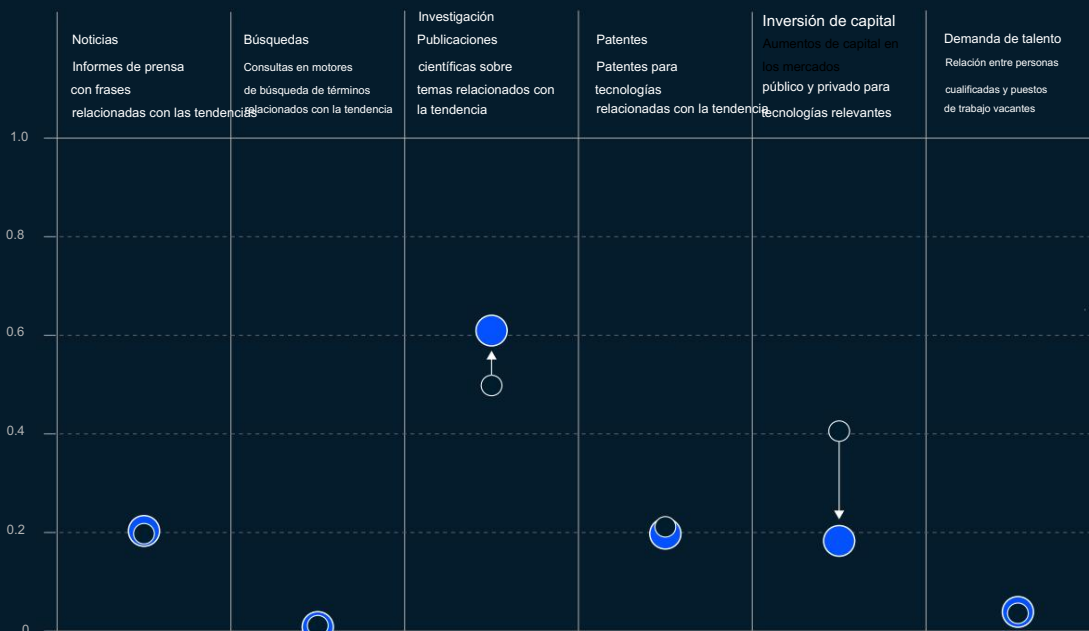 Noticias
Informes de prensa
con frases
relacionadas con las tendencias
Búsquedas
Consultas en motores
de búsqueda de términos
relacionados con la tendencia
Investigación
Publicaciones
científicas sobre
temas relacionados con
la tendencia
Patentes
Patentes para
tecnologías
relacionadas con la tendencia
Inversión de capital
Aumentos de capital en
los mercados
público y privado para
tecnologías relevantes
Demanda de talento
Relación entre personas
cualificadas y puestos
de trabajo vacantes
1.0
0.8
0.6
0.4
0.2
0